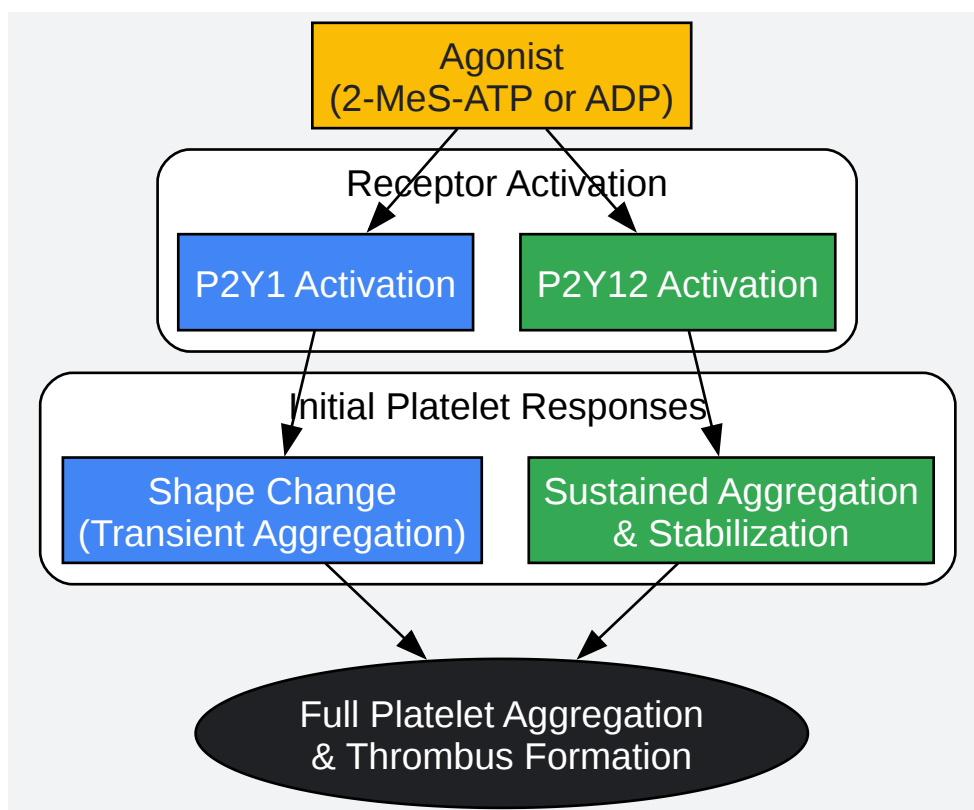 Agonist
(2-MeS-ATP or ADP)
Receptor Activation
P2Y1 Activation
P2Y12 Activation
Initial Platelet Responses
Shape Change
(Transient Aggregation)
Sustained Aggregation
& Stabilization
Full Platelet Aggregation
& Thrombus Formation